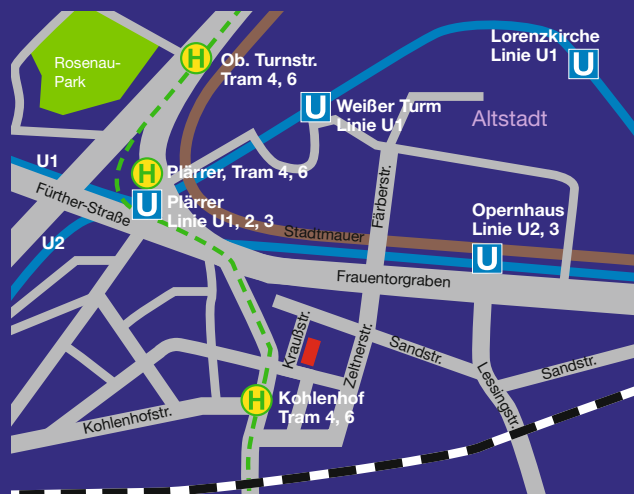 Lorenzkirche
Linie U1
U
Rosenau-
Park
H
Ob. Turnstr.
Tram 4, 6
U
Weißer Turm
Linie U1
Altstadt
U1
H
Plärrer, Tram 4, 6
Fürther-Straße
U
Plärrer
Linie U1, 2, 3
Färberstr.
Opernhaus
Linie U2, 3
U
U2
Stadtmauer
Frauentorgraben
Kraußstr.
Zeltnerstr.
Sandstr.
Sandstr.
Lessingstr.
H
Kohlenhof
Tram 4, 6
Kohlenhofstr.